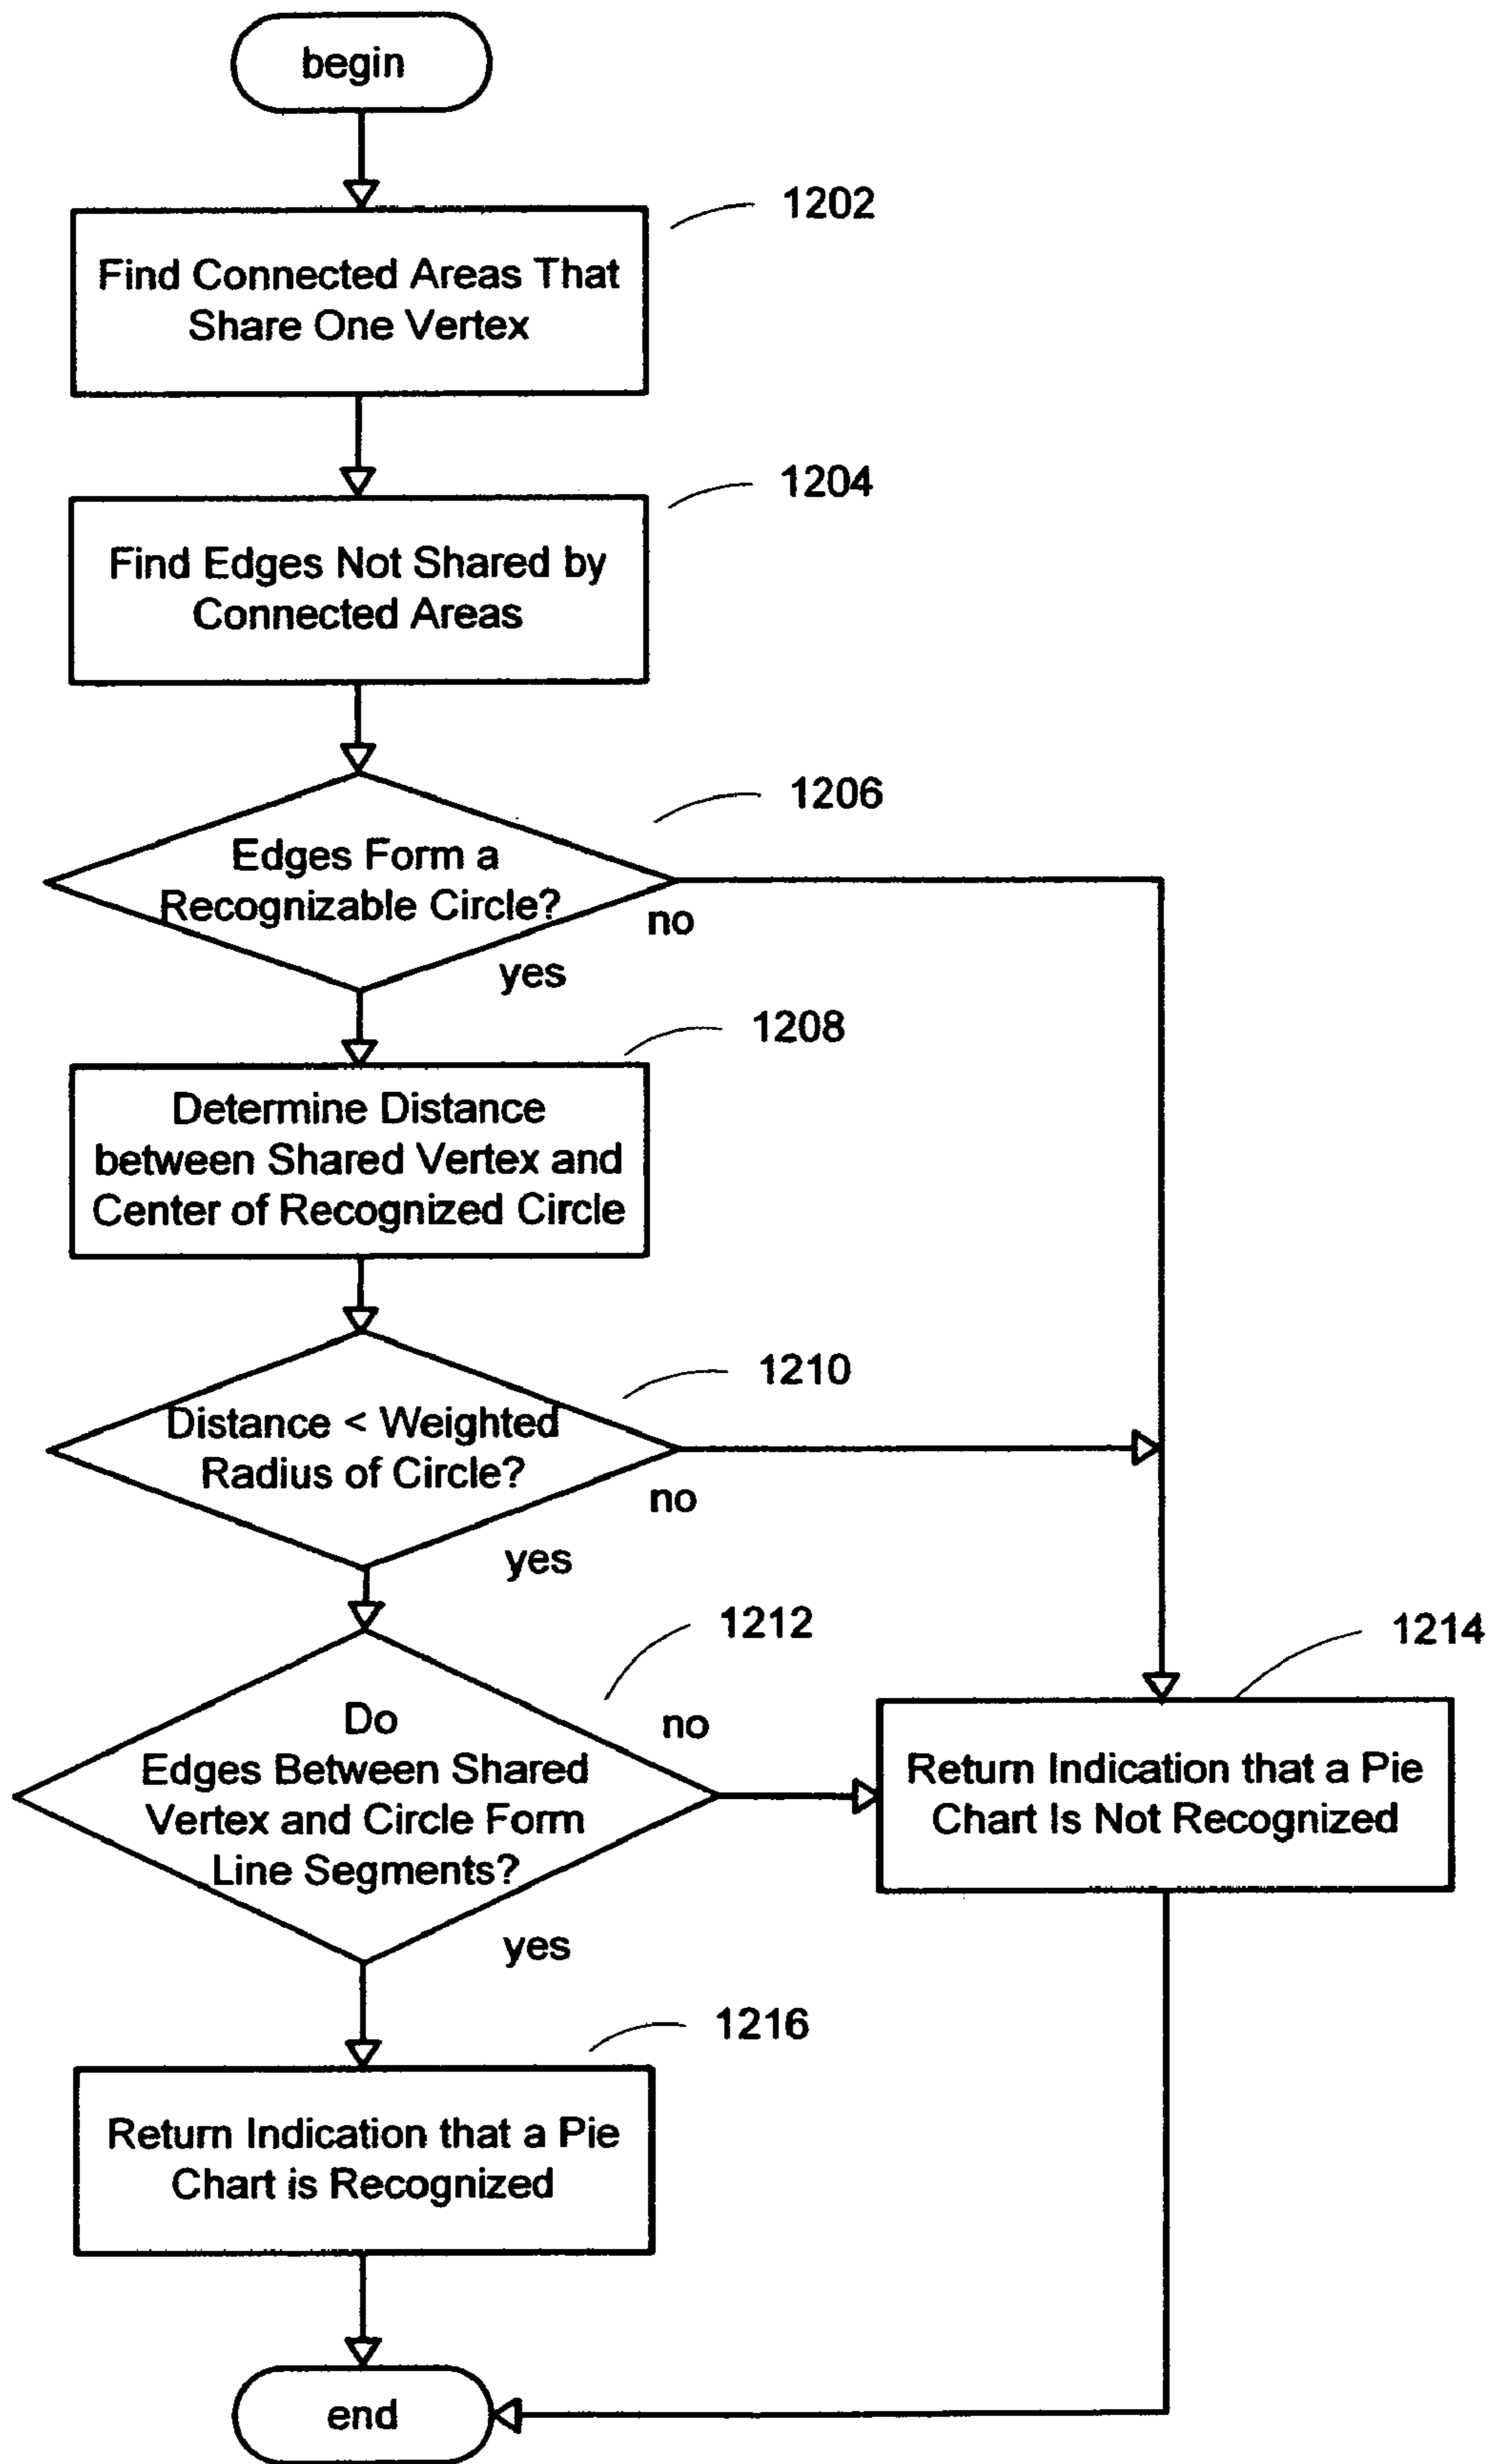 begin
1202
Find Connected Areas That
Share One Vertex
1204
Find Edges Not Shared by
Connected Areas
1206
Edges Form a
Recognizable Circle?
no
yes
1208
Determine Distance
between Shared Vertex and
Center of Recognized Circle
1210
Distance < Weighted
Radius of Circle?
no
yes
1212
Do
Edges Between Shared
Vertex and Circle Form
Line Segments?
no
yes
1214
Return Indication that a Pie
Chart Is Not Recognized
1216
Return Indication that a Pie
Chart is Recognized
end